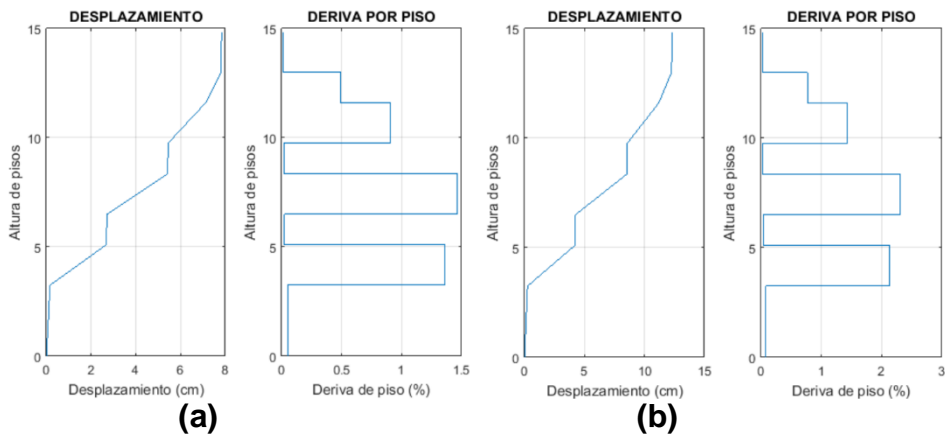 DESPLAZAMIENTO
15
10
5
0
Altura de pisos
0 2 4 6 8
Desplazamiento (cm)
DERIVA POR PISO
15
10
5
0
Altura de pisos
0 0.5 1 1.5
Deriva de piso (%)
(a)
DESPLAZAMIENTO
15
10
5
0
Altura de pisos
0 5 10 15
Desplazamiento (cm)
DERIVA POR PISO
15
10
5
0
Altura de pisos
0 1 2 3
Deriva de piso (%)
(b)